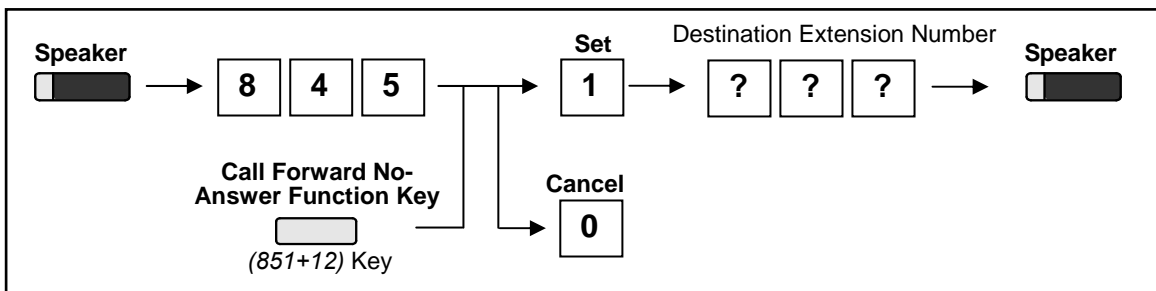 Speaker
8 4 5
Set
1
Destination Extension Number
? ? ?
Speaker
Call Forward No-
Answer Function Key
(851+12) Key
Cancel
0